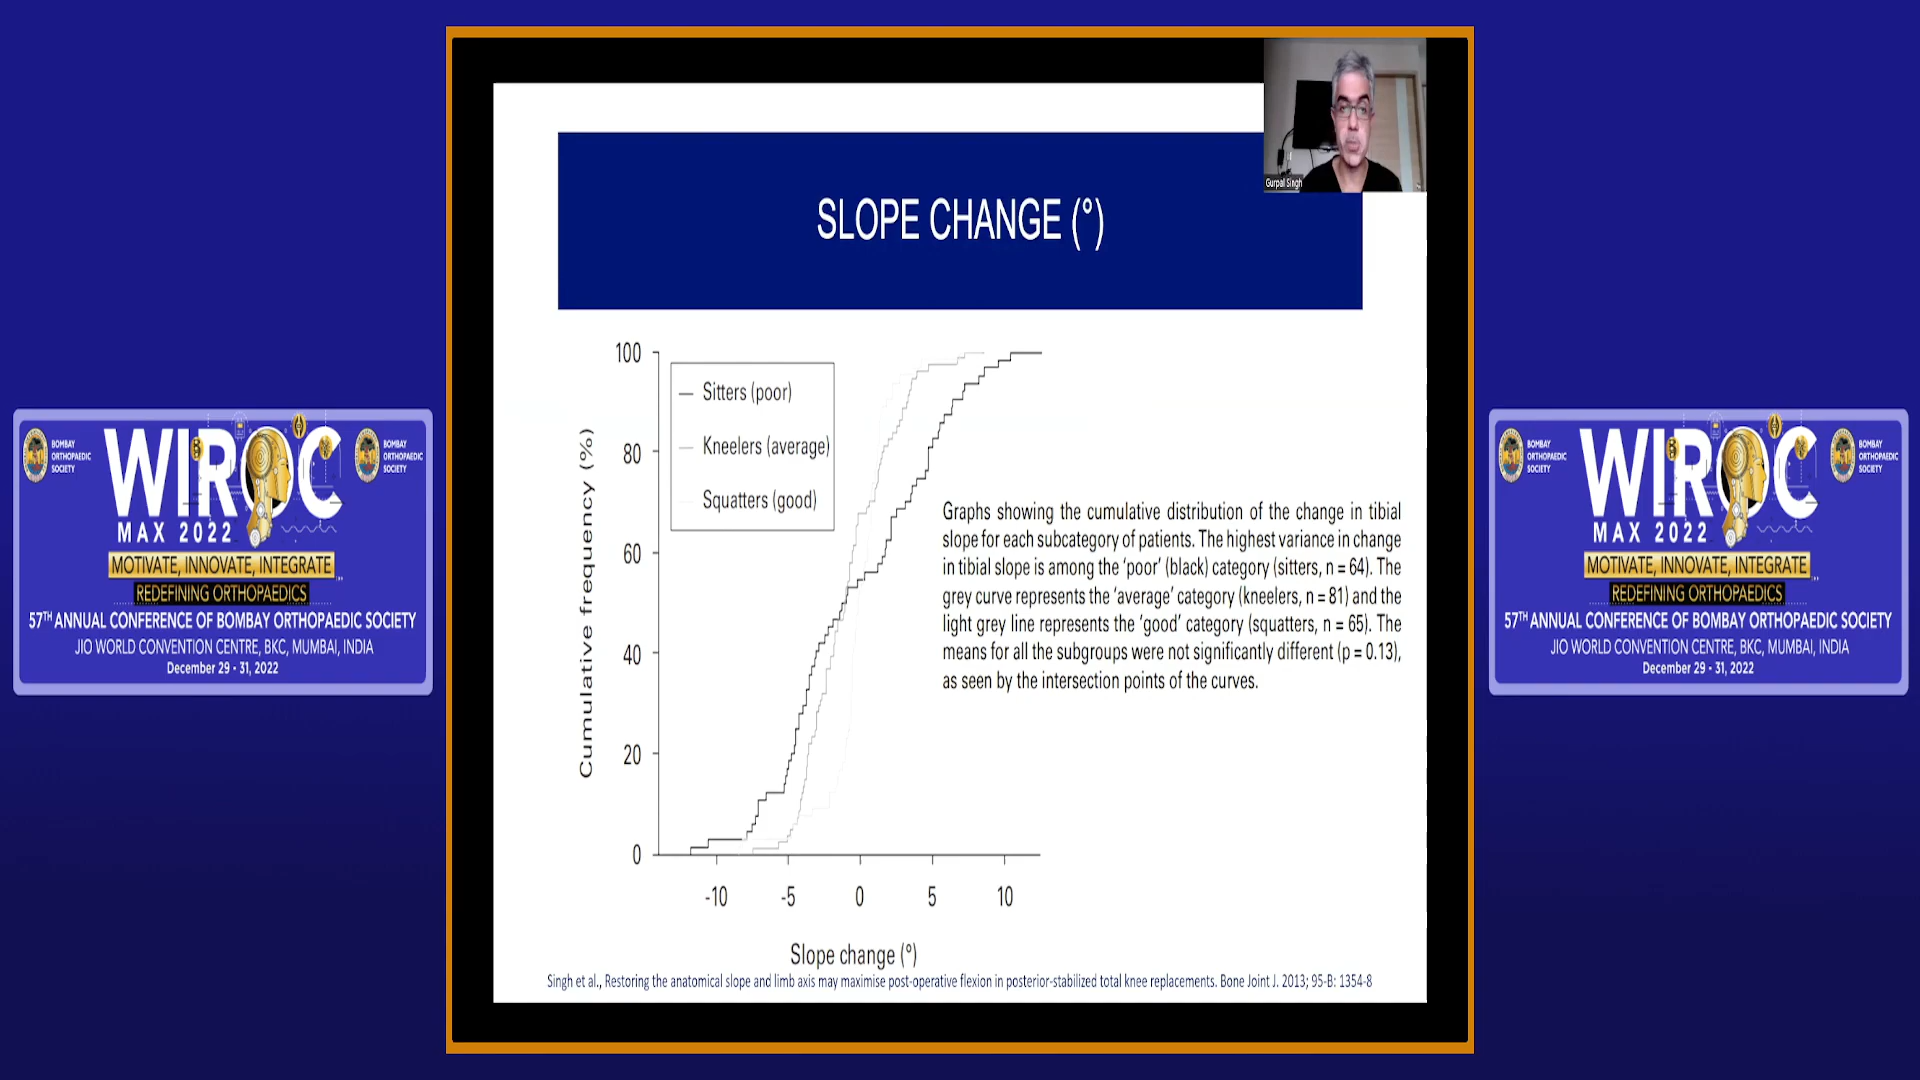 Gurpal Singh
SLOPE CHANGE (°)
100
80
60
40
20
0
Cumulative frequency (%)
Sitters (poor)
Kneelers (average)
Squatters (good)
-10 -5 0 5 10
Slope change (°)
Graphs showing the cumulative distribution of the change in tibial
slope for each subcategory of patients. The highest variance in change
in tibial slope is among the ‘poor’ (black) category (sitters, n = 64). The
grey curve represents the ‘average’ category (kneelers, n = 81) and the
light grey line represents the ‘good’ category (squatters, n = 65). The
means for all the subgroups were not significantly different (p = 0.13),
as seen by the intersection points of the curves.
Singh et al., Restoring the anatomical slope and limb axis may maximise post-operative flexion in posterior-stabilized total knee replacements. Bone Joint J. 2013; 95-B: 1354-8
BOMBAY
ORTHOPAEDIC
SOCIETY
WIROC
BOMBAY
ORTHOPAEDIC
SOCIETY
MAX 2022
MOTIVATE, INNOVATE, INTEGRATE
REDEFINING ORTHOPAEDICS
57TH ANNUAL CONFERENCE OF BOMBAY ORTHOPAEDIC SOCIETY
JIO WORLD CONVENTION CENTRE, BKC, MUMBAI, INDIA
December 29 - 31, 2022
BOMBAY
ORTHOPAEDIC
SOCIETY
WIROC
BOMBAY
ORTHOPAEDIC
SOCIETY
MAX 2022
MOTIVATE, INNOVATE, INTEGRATE
REDEFINING ORTHOPAEDICS
57TH ANNUAL CONFERENCE OF BOMBAY ORTHOPAEDIC SOCIETY
JIO WORLD CONVENTION CENTRE, BKC, MUMBAI, INDIA
December 29 - 31, 2022